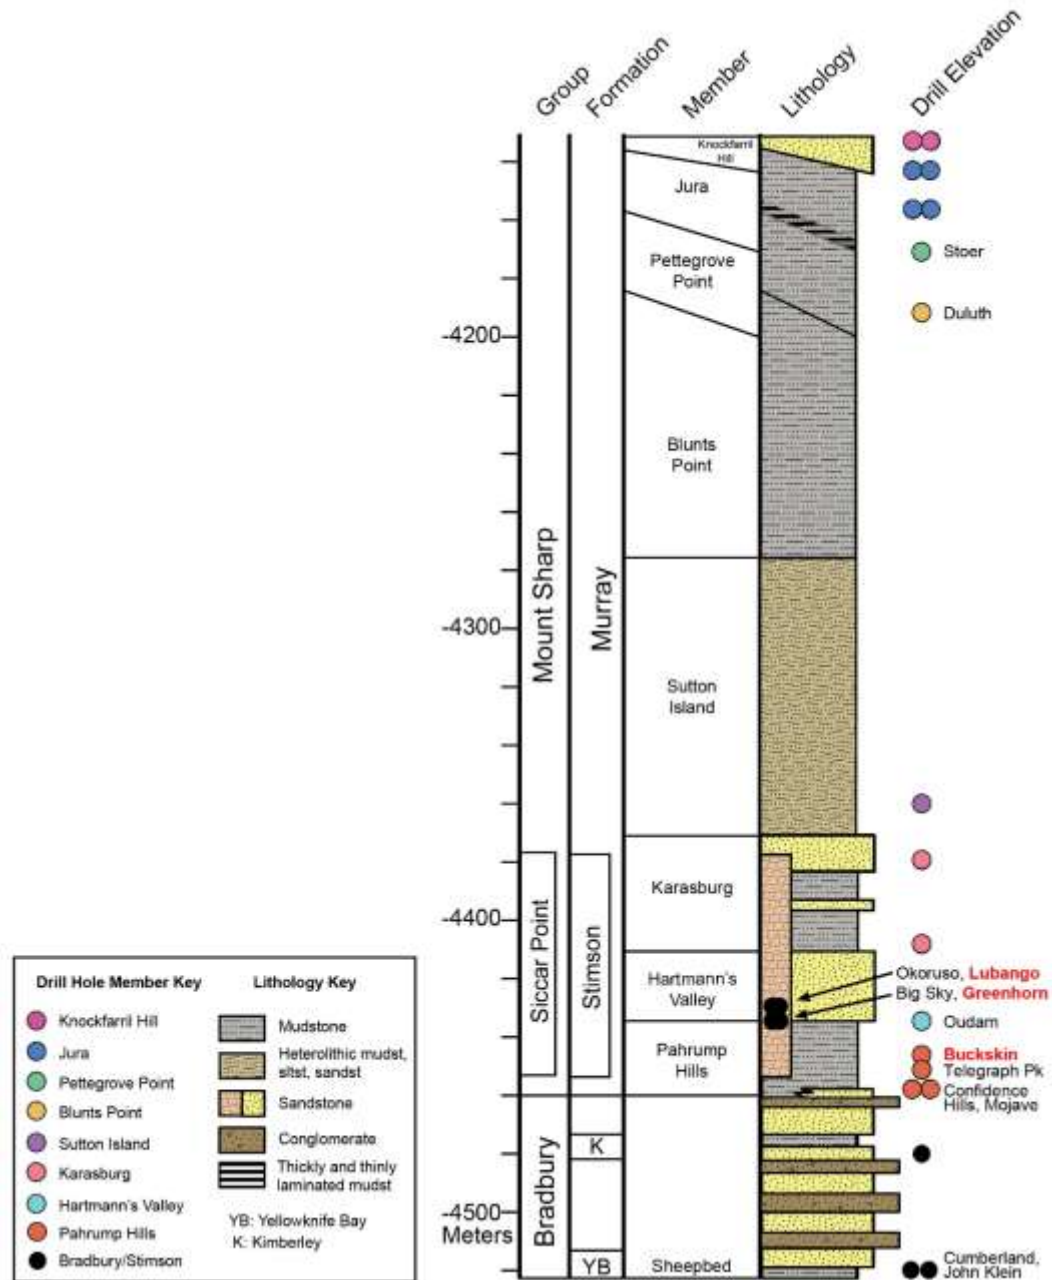 Group
Formation
Member
Lithology
Drill Elevation
Knockfarril
Hill
Jura
Pettegrove
Point
Stoer
Duluth
-4200
Blunts
Point
Mount Sharp
Murray
-4300
Sutton
Island
Karasburg
-4400
Siccar Point
Stimson
Hartmann's
Valley
Okoruso, Lubango
Big Sky, Greenhorn
Oudam
Pahrump
Hills
Buckskin
Telegraph Pk
Confidence
Hills, Mojave
Bradbury
K
-4500
Meters
YB
Sheepbed
Cumberland,
John Klein
Drill Hole Member Key
Knockfarril Hill
Jura
Pettegrove Point
Blunts Point
Sutton Island
Karasburg
Hartmann's Valley
Pahrump Hills
Bradbury/Stimson
Lithology Key
Mudstone
Heterolithic mudst,
sltst, sandst
Sandstone
Conglomerate
Thickly and thinly
laminated mudst
YB: Yellowknife Bay
K: Kimberley